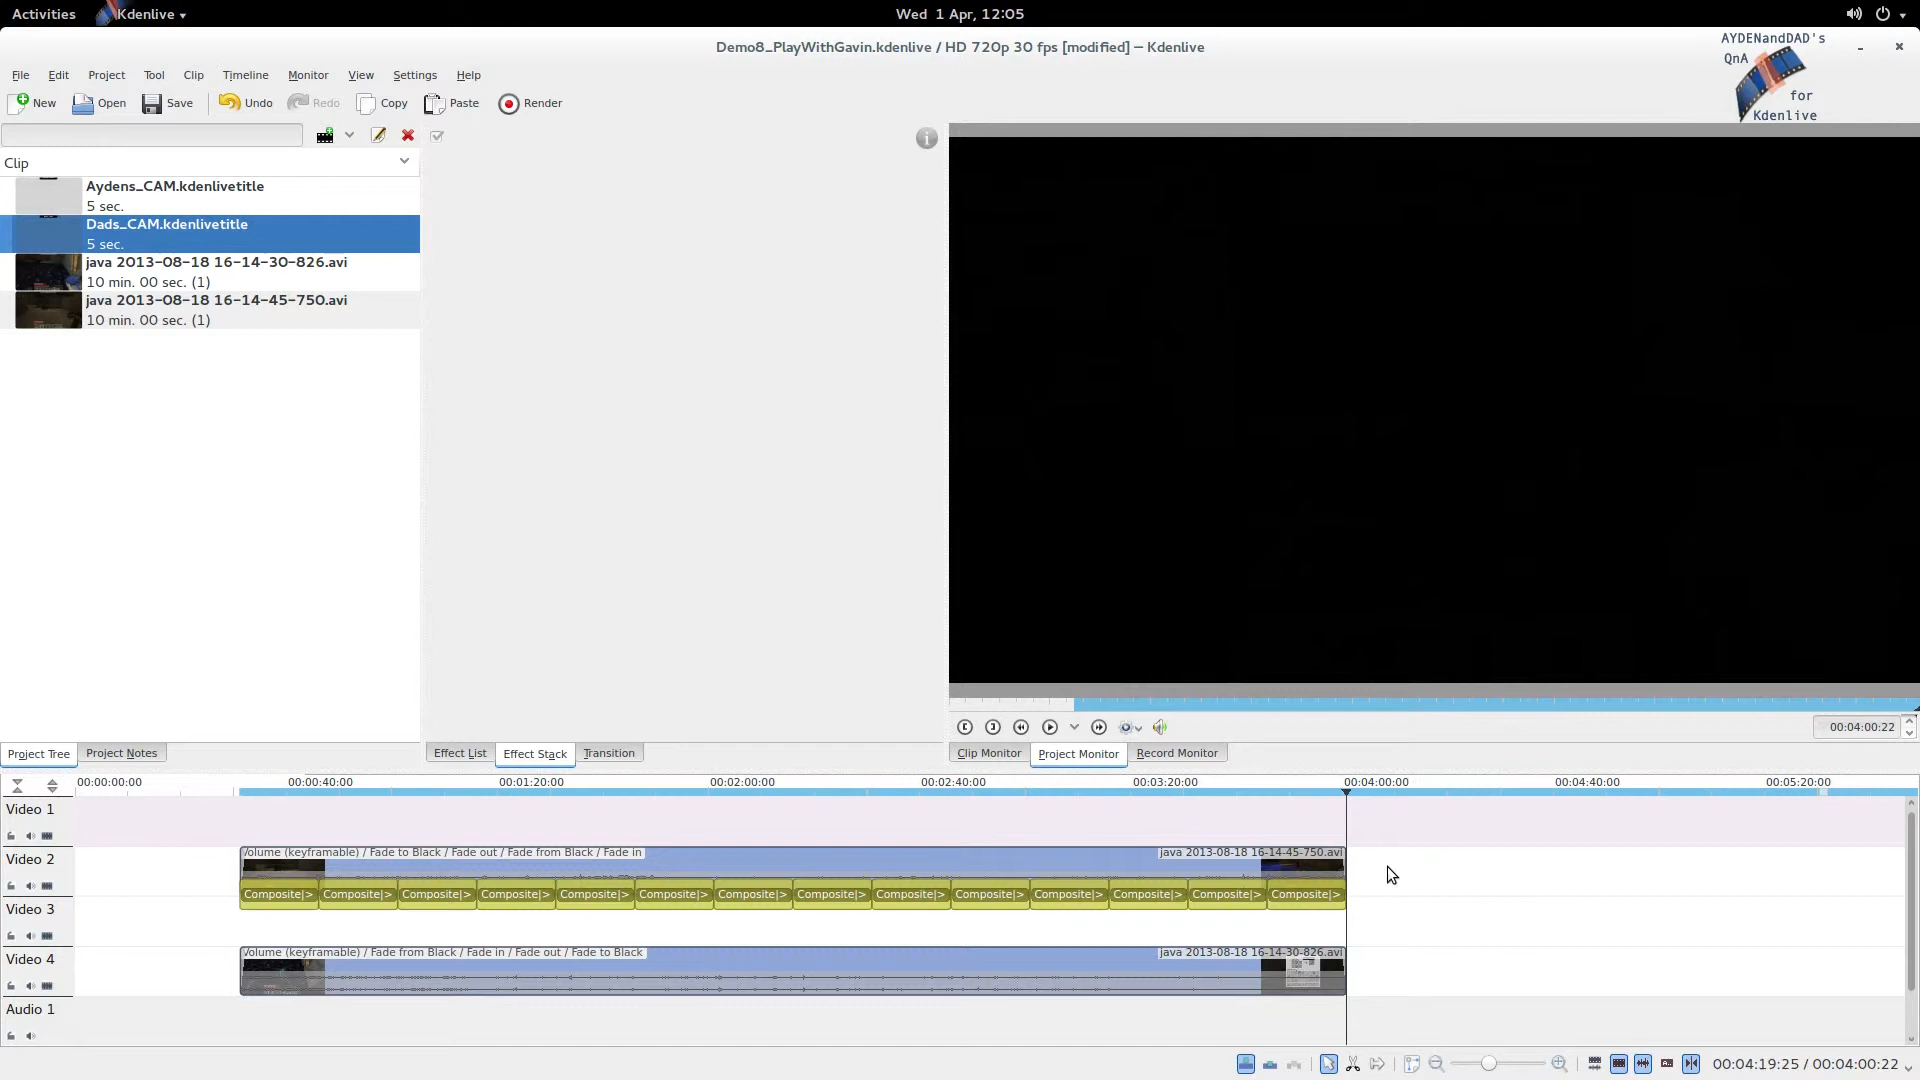 Activities
Kdenlive
Wed 1 Apr, 12:05
Demo8_PlayWithGavin.kdenlive / HD 720p 30 fps [modified] – Kdenlive
AYDENandDAD's
QnA
for
Kdenlive
File Edit Project Tool Clip Timeline Monitor View Settings Help
New Open Save Undo Redo Copy Paste Render
Clip
Aydens_CAM.kdenlivetitle
5 sec.
Dads_CAM.kdenlivetitle
5 sec.
java 2013-08-18 16-14-30-826.avi
10 min. 00 sec. (1)
java 2013-08-18 16-14-45-750.avi
10 min. 00 sec. (1)
00:04:00:22
Project Tree Project Notes Effect List Effect Stack Transition Clip Monitor Project Monitor Record Monitor
00:00:00:00 00:00:40:00 00:01:20:00 00:02:00:00 00:02:40:00 00:03:20:00 00:04:00:00 00:04:40:00 00:05:20:00
Video 1
Video 2
Volume (keyframable) / Fade to Black / Fade out / Fade from Black / Fade in java 2013-08-18 16-14-45-750.avi
Composite|> Composite|> Composite|> Composite|> Composite|> Composite|> Composite|> Composite|> Composite|> Composite|> Composite|> Composite|> Composite|> Composite|>
Video 3
Volume (keyframable) / Fade from Black / Fade in / Fade out / Fade to Black java 2013-08-18 16-14-30-826.avi
Video 4
Audio 1
00:04:19:25 / 00:04:00:22